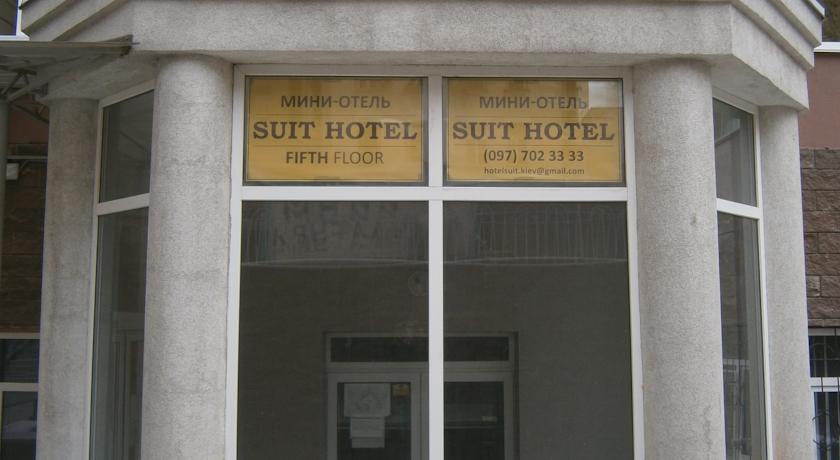 МИНИ-ОТЕЛЬ
SUIT HOTEL
FIFTH FLOOR
МИНИ-ОТЕЛЬ
SUIT HOTEL
(097) 702 33 33
hotelsuit.kiev@gmail.com